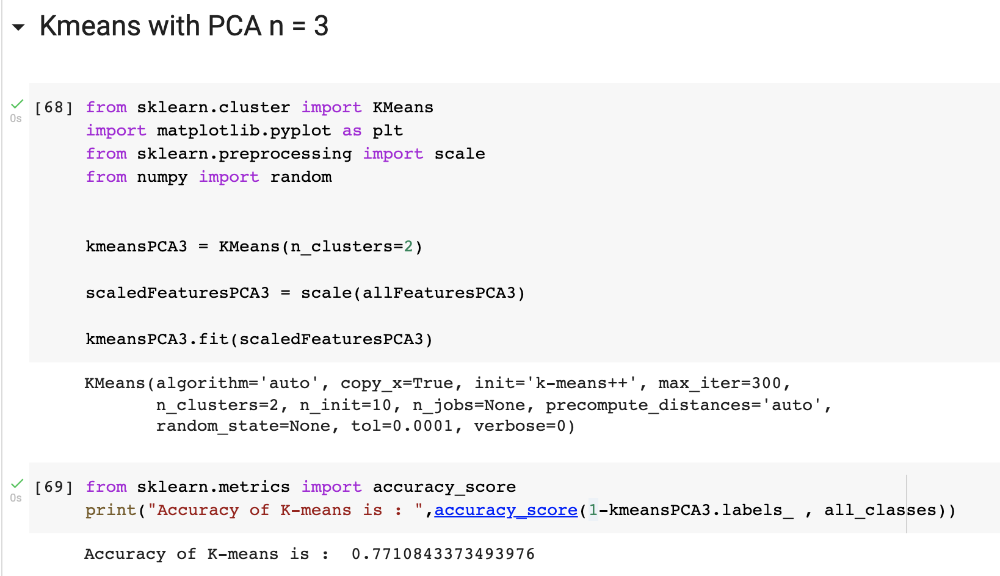 Kmeans with PCA n = 3
0s
[68] from sklearn.cluster import KMeans
import matplotlib.pyplot as plt
from sklearn.preprocessing import scale
from numpy import random
kmeansPCA3 = KMeans(n_clusters=2)
scaledFeaturesPCA3 = scale(allFeaturesPCA3)
kmeansPCA3.fit(scaledFeaturesPCA3)
KMeans(algorithm='auto', copy_x=True, init='k-means++', max_iter=300,
n_clusters=2, n_init=10, n_jobs=None, precompute_distances='auto',
random_state=None, tol=0.0001, verbose=0)
0s
[69] from sklearn.metrics import accuracy_score
print("Accuracy of K-means is : ",accuracy_score(1-kmeansPCA3.labels_ , all_classes))
Accuracy of K-means is :  0.7710843373493976